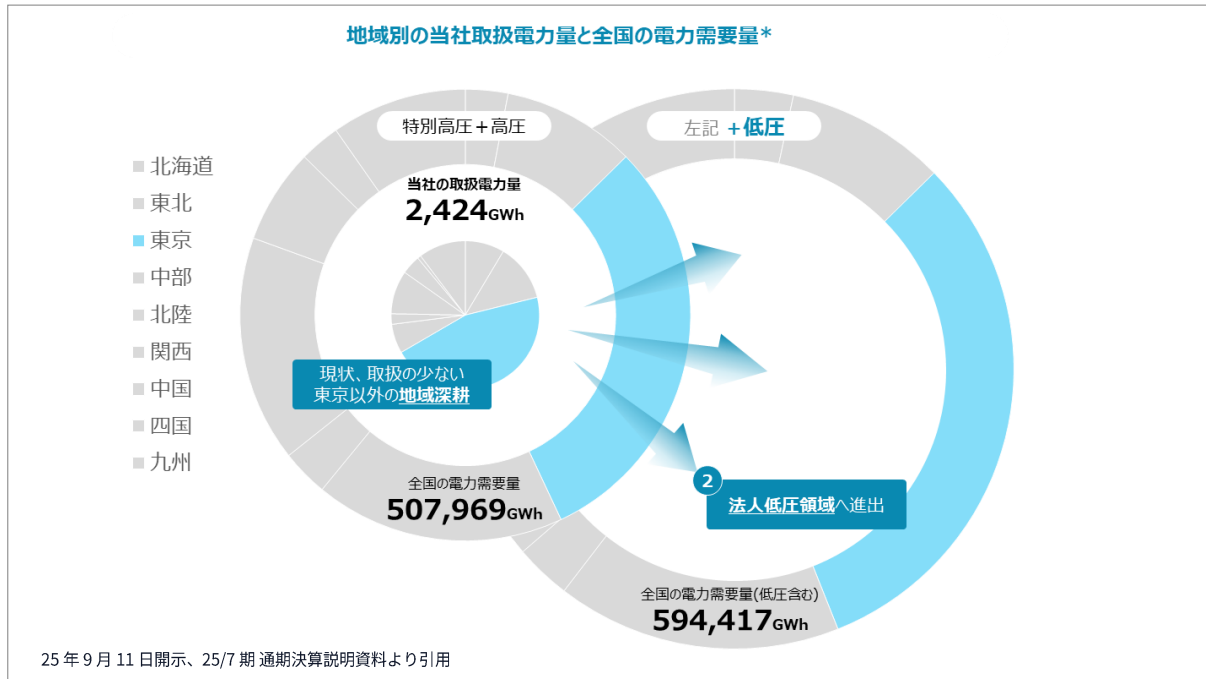 地域別の当社取扱電力量と全国の電力需要量*
特別高圧+高圧
左記 +低圧
北海道
東北
東京
中部
北陸
関西
中国
四国
九州
当社の取扱電力量
2,424GWh
現状、取扱の少ない
東京以外の地域深耕
全国の電力需要量
507,969GWh
2
法人低圧領域へ進出
全国の電力需要量(低圧含む)
594,417GWh
25 年 9 月 11 日開示、25/7 期 通期決算説明資料より引用